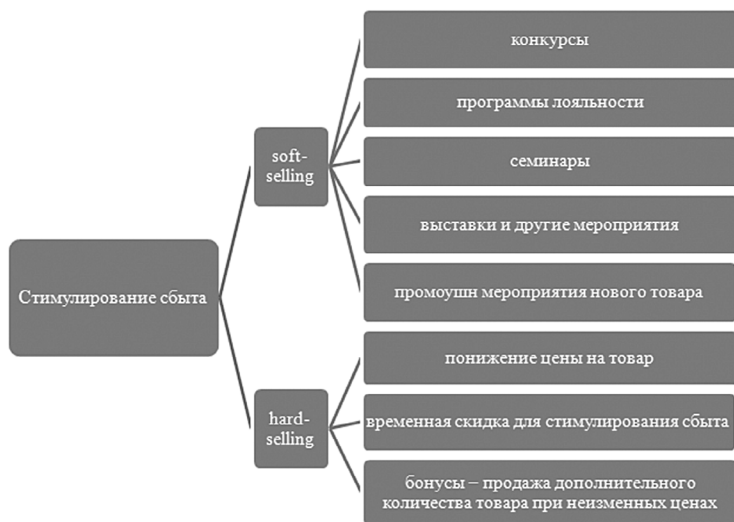 Стимулирование сбыта
soft-
selling
конкурсы
программы лояльности
семинары
выставки и другие мероприятия
промоушн мероприятия нового товара
hard-
selling
понижение цены на товар
временная скидка для стимулирования сбыта
бонусы – продажа дополнительного
количества товара при неизменных ценах